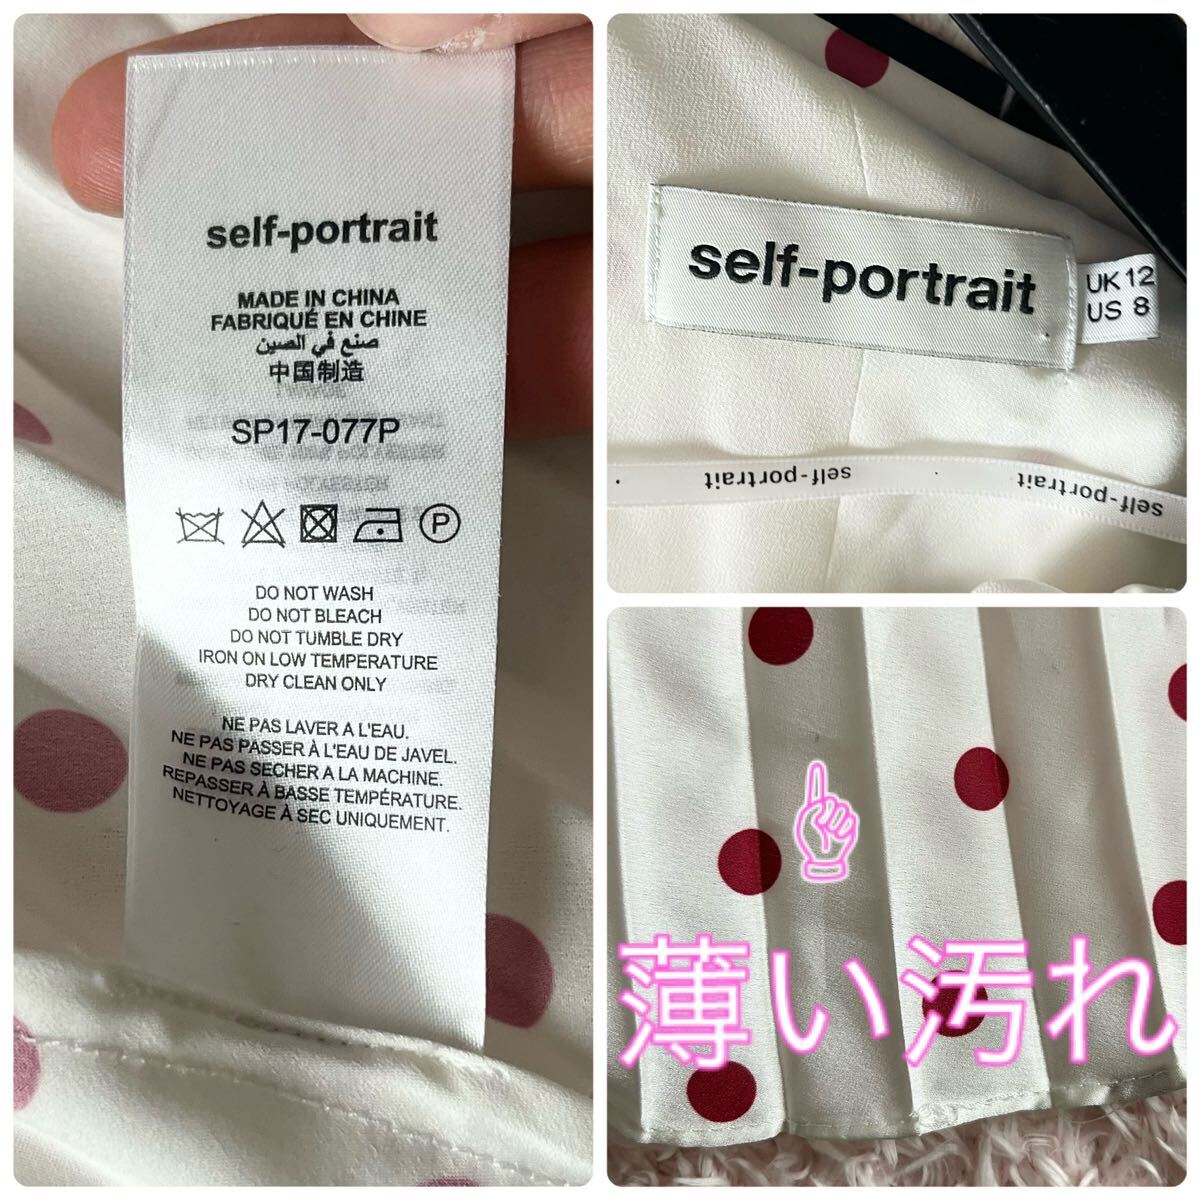 self-portrait
MADE IN CHINA
FABRIQUÉ EN CHINE
صنع في الصين
中国制造
SP17-077P
P
DO NOT WASH
DO NOT BLEACH
DO NOT TUMBLE DRY
IRON ON LOW TEMPERATURE
DRY CLEAN ONLY
NE PAS LAVER A L'EAU.
NE PAS PASSER À L'EAU DE JAVEL.
NE PAS SECHER A LA MACHINE.
REPASSER À BASSE TEMPÉRATURE.
NETTOYAGE À SEC UNIQUEMENT.
self-portrait
UK 12
US 8
self-portrait · self-portrait
薄い汚れ